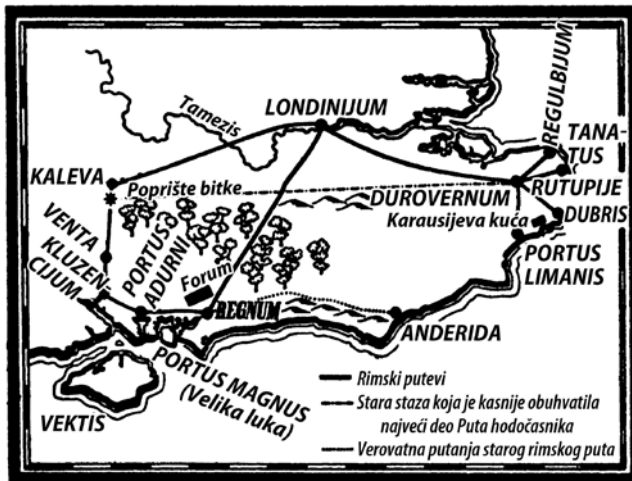 LONDINIJUM
Tamezis
REGULBIJUM
TANA-
TUS
KALEVA
Poprište bitke
DUROVERNUM
RUTUPIJE
Karausijeva kuća
DUBRIS
VENTA
KLUZEN-
CIJUM
PORTUS
ADURNI
Forum
PORTUS
LIMANIS
REGNUM
ANDERIDA
PORTUS MAGNUS
(Velika luka)
VEKTIS
Rimski putevi
Stara staza koja je kasnije obuhvatila
najveći deo Puta hodočasnika
Verovatna putanja starog rimskog puta